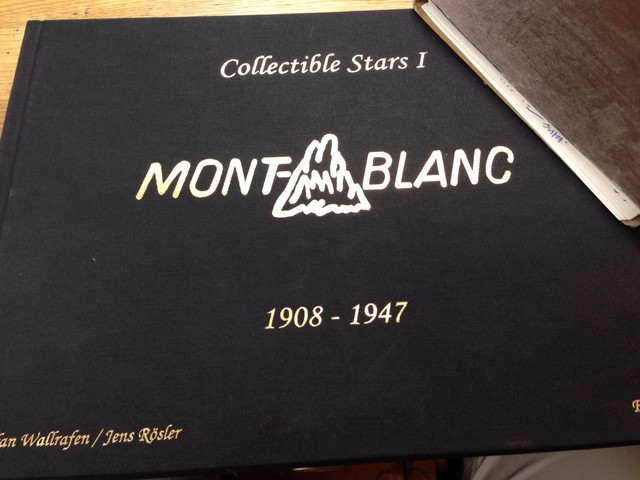 Collectible Stars I
MONT-BLANC
1908 - 1947
Wallrafen / Jens Rösler